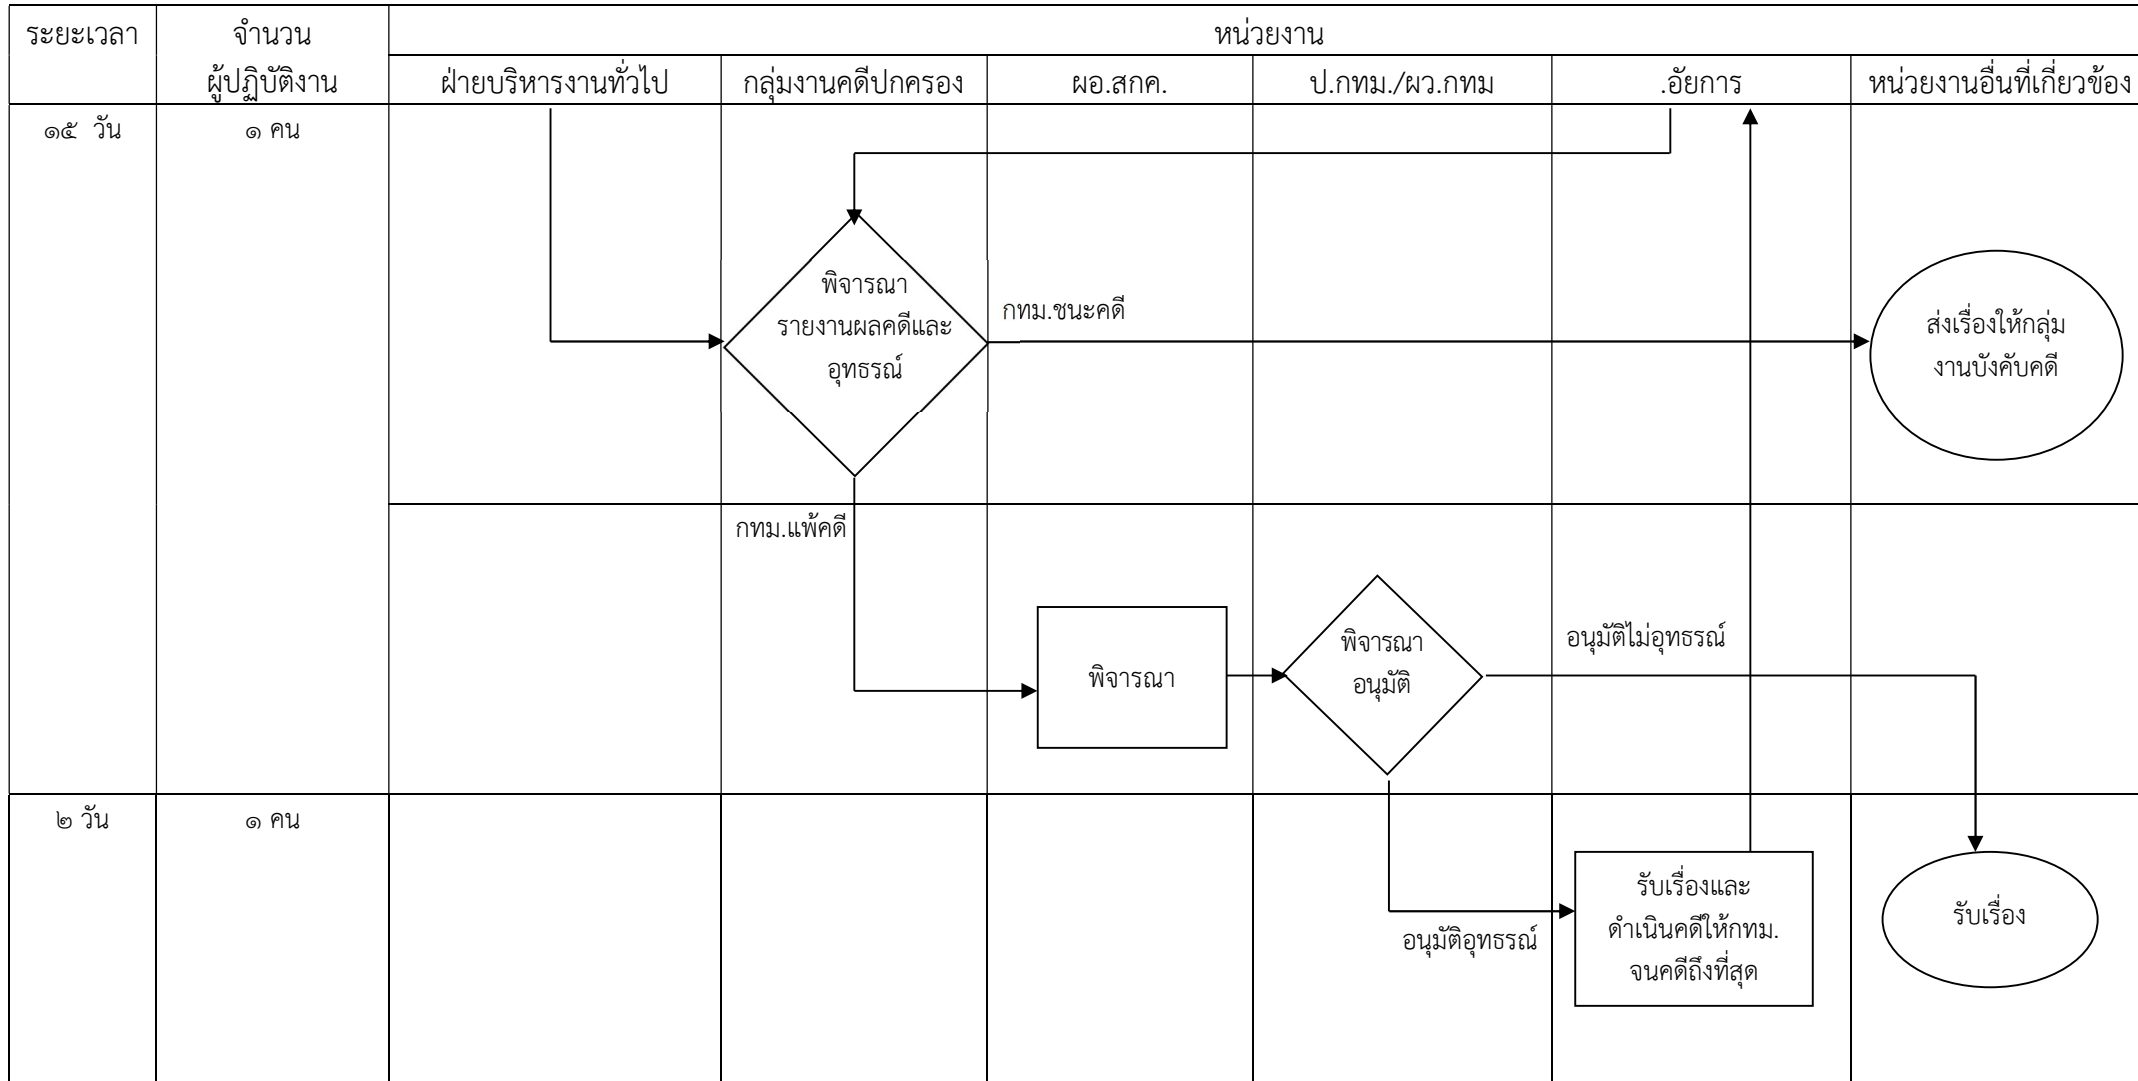 ระยะเวลา
จำนวน
ผู้ปฏิบัติงาน
หน่วยงาน
ฝ่ายบริหารงานทั่วไป
กลุ่มงานคดีปกครอง
ผอ.สกค.
ป.กทม./ผว.กทม
.อัยการ
หน่วยงานอื่นที่เกี่ยวข้อง
๑๕ วัน
๑ คน
พิจารณา
รายงานผลคดีและ
อุทธรณ์
กทม.ชนะคดี
ส่งเรื่องให้กลุ่ม
งานบังคับคดี
กทม.แพ้คดี
พิจารณา
พิจารณา
อนุมัติ
อนุมัติไม่อุทธรณ์
๒ วัน
๑ คน
อนุมัติอุทธรณ์
รับเรื่องและ
ดำเนินคดีให้กทม.
จนคดีถึงที่สุด
รับเรื่อง